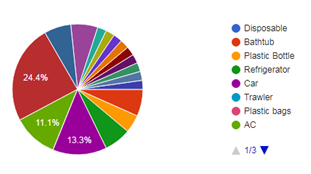 Disposable
Bathtub
Plastic Bottle
Refrigerator
Car
Trawler
Plastic bags
AC
1/3
24.4%
11.1%
13.3%